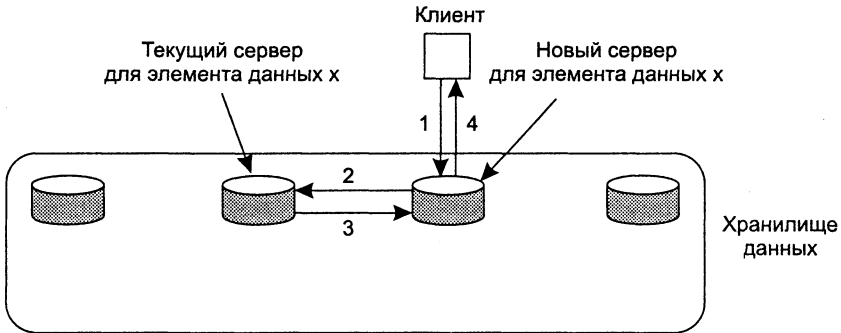 Клиент
Текущий сервер
для элемента данных x
Новый сервер
для элемента данных x
1
4
2
3
Хранилище
данных